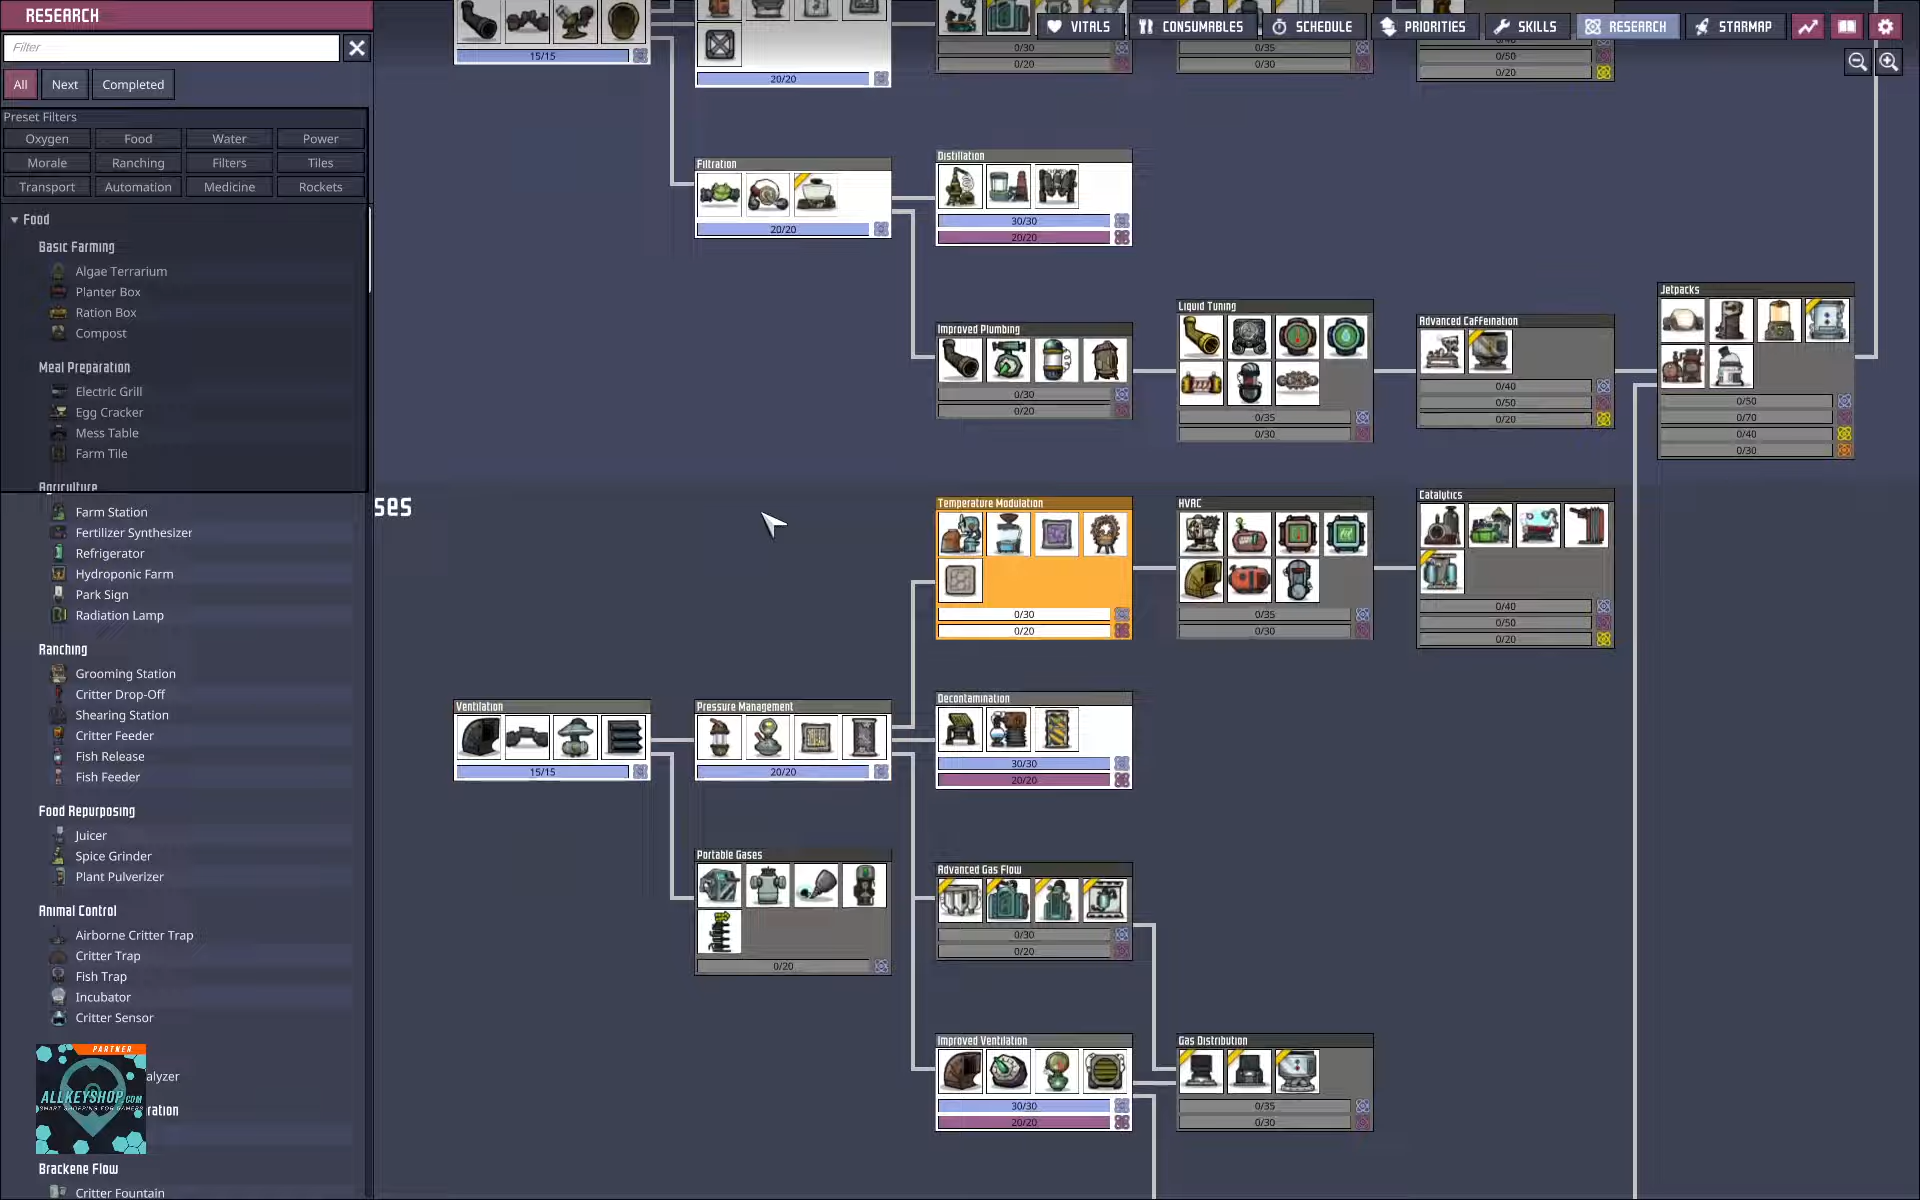 RESEARCH
VITALS
CONSUMABLES
SCHEDULE
PRIORITIES
SKILLS
RESEARCH
STARMAP
Filter
All
Next
Completed
Preset Filters
Oxygen
Food
Water
Power
Morale
Ranching
Filters
Tiles
Transport
Automation
Medicine
Rockets
Food
Basic Farming
Algae Terrarium
Planter Box
Ration Box
Compost
Meal Preparation
Electric Grill
Egg Cracker
Mess Table
Farm Tile
Agriculture
Farm Station
Fertilizer Synthesizer
Refrigerator
Hydroponic Farm
Park Sign
Radiation Lamp
Ranching
Grooming Station
Critter Drop-Off
Shearing Station
Critter Feeder
Fish Release
Fish Feeder
Food Repurposing
Juicer
Spice Grinder
Plant Pulverizer
Animal Control
Airborne Critter Trap
Critter Trap
Fish Trap
Incubator
Critter Sensor
alyzer
ration
Brackene Flow
Critter Fountain
PARTNER
ALLKEYSHOP.COM
SMART SHOPPING FOR GAMERS
15/15
20/20
0/30
0/20
0/35
0/30
0/50
0/20
Filtration
20/20
Distillation
30/30
20/20
Improved Plumbing
0/30
0/20
Liquid Tuning
0/35
0/30
Advanced Caffeination
0/40
0/50
0/20
Jetpacks
0/50
0/70
0/40
0/30
ses
Temperature Modulation
0/30
0/20
HVAC
0/35
0/30
Catalytics
0/40
0/50
0/20
Ventilation
15/15
Pressure Management
20/20
Decontamination
30/30
20/20
Portable Gases
0/20
Advanced Gas Flow
0/30
0/20
Improved Ventilation
30/30
20/20
Gas Distribution
0/35
0/30